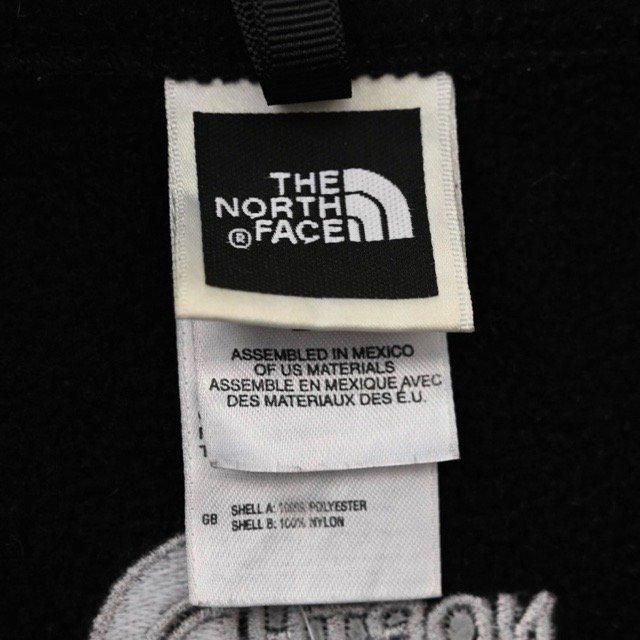 THE
NORTH
® FACE
ASSEMBLED IN MEXICO
OF US MATERIALS
ASSEMBLE EN MEXIQUE AVEC
DES MATERIAUX DES É.U.
GB SHELL A: 100% POLYESTER
SHELL B: 100% NYLON